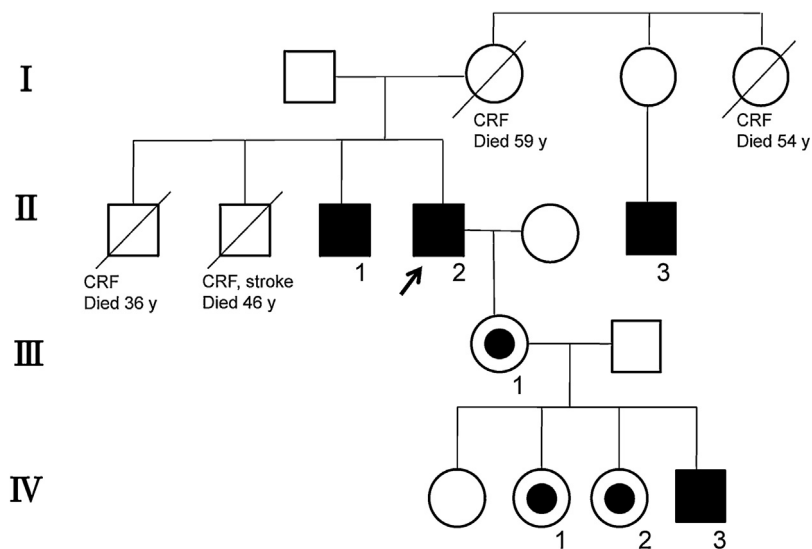 I
CRF
Died 59 y
CRF
Died 54 y
II
CRF
Died 36 y
CRF, stroke
Died 46 y
1
2
3
III
1
IV
1
2
3